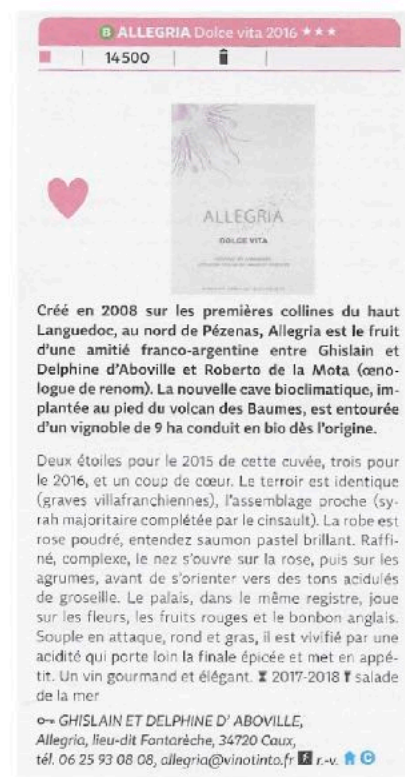 B ALLEGRIA Dolce vita 2016 ★★★
14500
ALLEGRIA
DOLCE VITA
Créé en 2008 sur les premières collines du haut
Languedoc, au nord de Pézenas, Allegria est le fruit
d'une amitié franco-argentine entre Ghislain et
Delphine d'Aboville et Roberto de la Mota (œno-
logue de renom). La nouvelle cave bioclimatique, im-
plantée au pied du volcan des Baumes, est entourée
d'un vignoble de 9 ha conduit en bio dès l'origine.
Deux étoiles pour le 2015 de cette cuvée, trois pour
le 2016, et un coup de cœur. Le terroir est identique
(graves villafranchiennes), l'assemblage proche (sy-
rah majoritaire complétée par le cinsault). La robe est
rose poudré, entendez saumon pastel brillant. Raffi-
né, complexe, le nez s'ouvre sur la rose, puis sur les
agrumes, avant de s'orienter vers des tons acidulés
de groseille. Le palais, dans le même registre, joue
sur les fleurs, les fruits rouges et le bonbon anglais.
Souple en attaque, rond et gras, il est vivifié par une
acidité qui porte loin la finale épicée et met en appé-
tit. Un vin gourmand et élégant. 2017-2018 salade
de la mer
GHISLAIN ET DELPHINE D' ABOVILLE,
Allegria, lieu-dit Fontarèche, 34720 Caux,
tél. 06 25 93 08 08, allegria@vinotinto.fr r.-v.